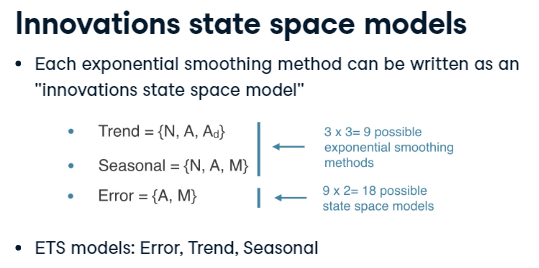 Innovations state space models
• Each exponential smoothing method can be written as an
"innovations state space model"
• Trend = {N, A, Ad}
• Seasonal = {N, A, M}
• Error = {A, M}
3 x 3= 9 possible
exponential smoothing
methods
9 x 2= 18 possible
state space models
• ETS models: Error, Trend, Seasonal